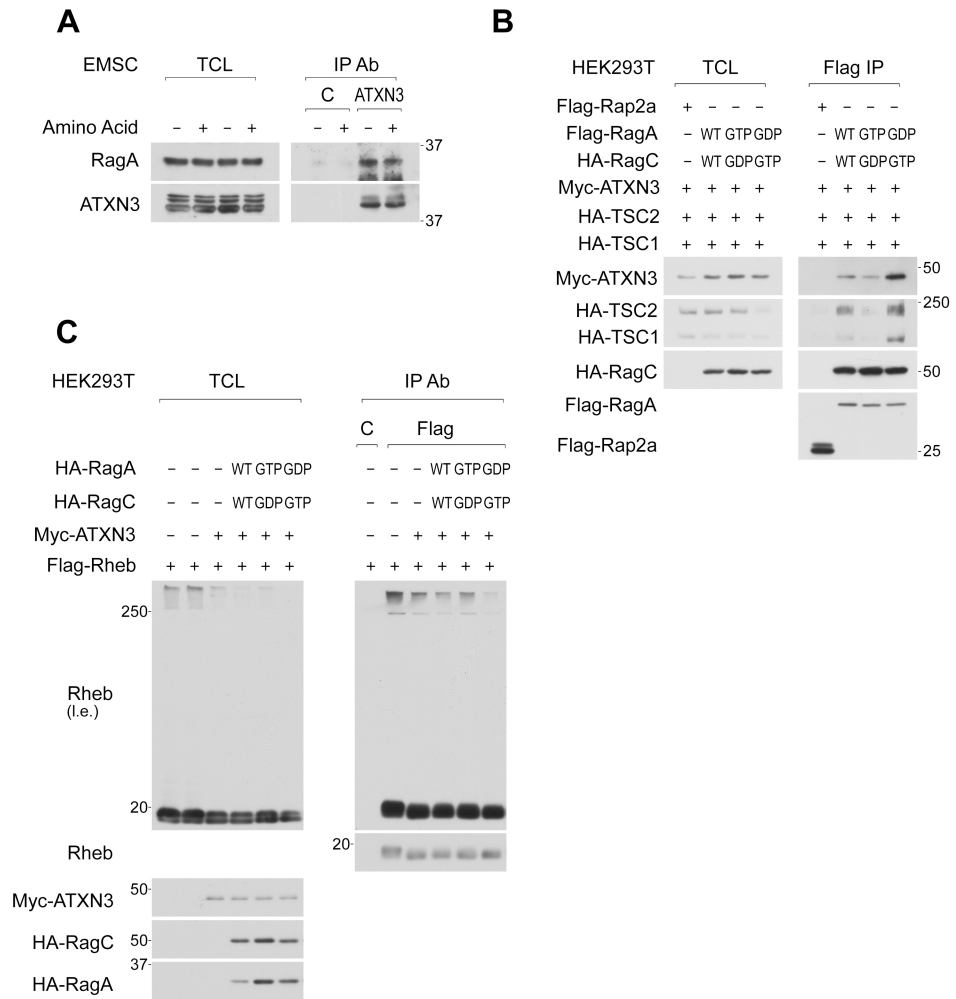 A
EMSC TCL IP Ab
C ATXN3
Amino Acid – + – + – + – +
37
RagA
ATXN3
37
B
HEK293T TCL Flag IP
Flag-Rap2a + – – – + – – –
Flag-RagA – WT GTP GDP – WT GTP GDP
HA-RagC – WT GDP GTP – WT GDP GTP
Myc-ATXN3 + + + + + + + +
HA-TSC2 + + + + + + + +
HA-TSC1 + + + + + + + +
Myc-ATXN3 50
250
HA-TSC2
HA-TSC1
HA-RagC 50
Flag-RagA
Flag-Rap2a 25
C
HEK293T TCL IP Ab
C Flag
HA-RagA – – – WT GTP GDP – – – WT GTP GDP
HA-RagC – – – WT GDP GTP – – – WT GDP GTP
Myc-ATXN3 – – + + + + – – + + + +
Flag-Rheb + + + + + + + + + + + +
250
Rheb
(l.e.)
20
Rheb 20
Myc-ATXN3 50
HA-RagC 50
37
HA-RagA